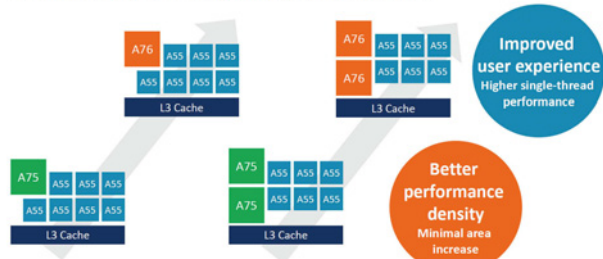 A76
A55 A55 A55
A55 A55 A55 A55
L3 Cache
A76
A55 A55 A55
A76
A55 A55 A55
L3 Cache
Improved
user experience
Higher single-thread
performance
A75
A55 A55 A55
A55 A55 A55 A55
L3 Cache
A75
A55 A55 A55
A75
A55 A55 A55
L3 Cache
Better
performance
density
Minimal area
increase